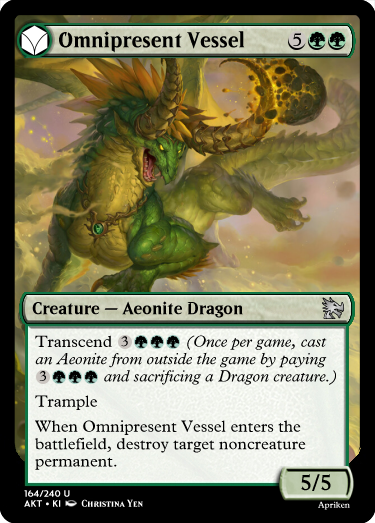 Omnipresent Vessel 5
Creature — Aeonite Dragon
Transcend 3 (Once per game, cast
an Aeonite from outside the game by paying
3 and sacrificing a Dragon creature.)
Trample
When Omnipresent Vessel enters the
battlefield, destroy target noncreature
permanent.
5/5
164/240 U
AKT • KI Christina Yen
Apriken